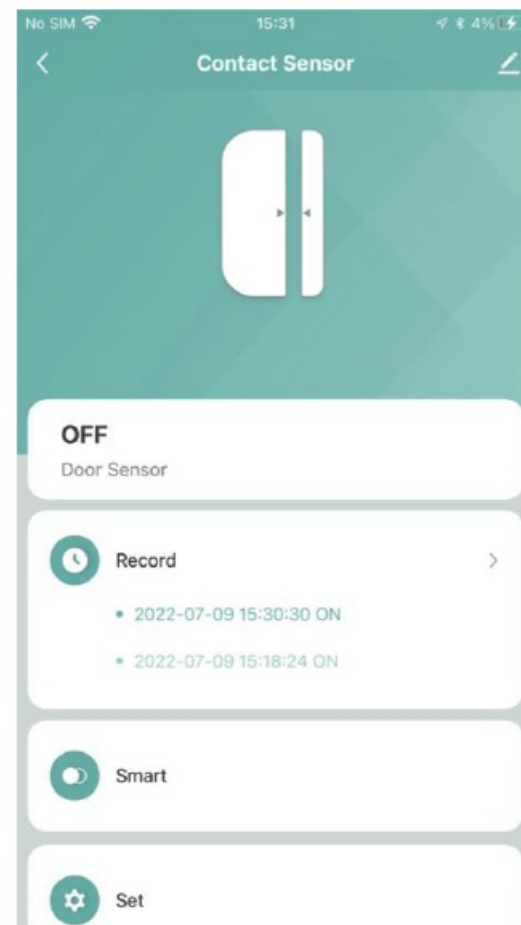 No SIM 15:31 4%
Contact Sensor
OFF
Door Sensor
Record
• 2022-07-09 15:30:30 ON
• 2022-07-09 15:18:24 ON
Smart
Set